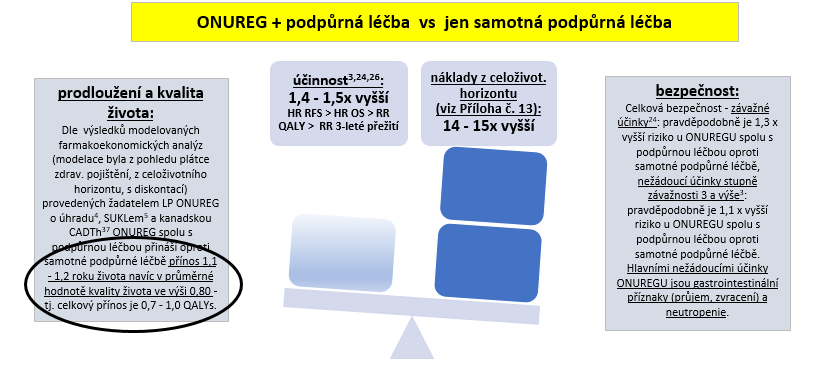 ONUREG + podpůrná léčba vs jen samotná podpůrná léčba
prodloužení a kvalita
života:
Dle výsledků modelovaných
farmakoekonomických analýz
(modelace byla z pohledu plátce
zdrav. pojištění, z celoživotního
horizontu, s diskontací)
provedených žadatelem LP ONUREG
o úhradu⁴, SUKLem⁵ a kanadskou
CADTh³⁷ ONUREG spolu s
podpůrnou léčbou přináší oproti
samotné podpůrné léčbě přínos 1,1
- 1,2 roku života navíc v průměrné
hodnotě kvality života ve výši 0,80 -
tj. celkový přínos je 0,7 - 1,0 QALYs.
účinnost³,²⁴,²⁶:
1,4 - 1,5x vyšší
HR RFS > HR OS > RR
QALY > RR 3-leté přežití
náklady z celoživot.
horizontu
(viz Příloha č. 13):
14 - 15x vyšší
bezpečnost:
Celková bezpečnost - závažné
účinky²⁴: pravděpodobně je 1,3 x
vyšší riziko u ONUREGU spolu s
podpůrnou léčbou oproti
samotné podpůrné léčbě,
nežádoucí účinky stupně
závažnosti 3 a výše³:
pravděpodobně je 1,1 x vyšší
riziko u ONUREGU spolu s
podpůrnou léčbou oproti
samotné podpůrné léčbě.
Hlavními nežádoucími účinky
ONUREGU jsou gastrointestinální
příznaky (průjem, zvracení) a
neutropenie.